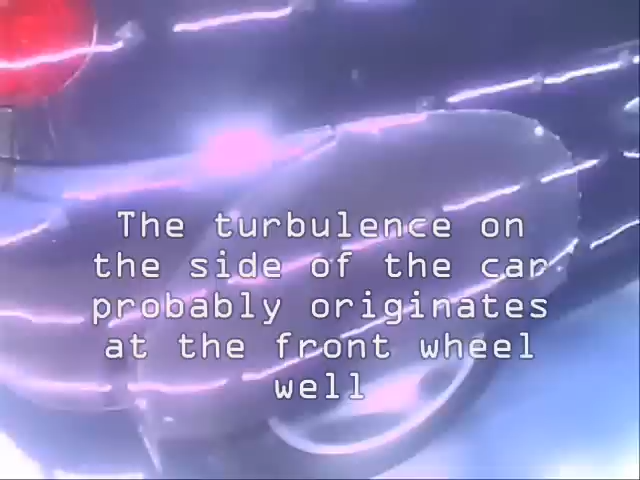 The turbulence on
the side of the car
probably originates
at the front wheel
well